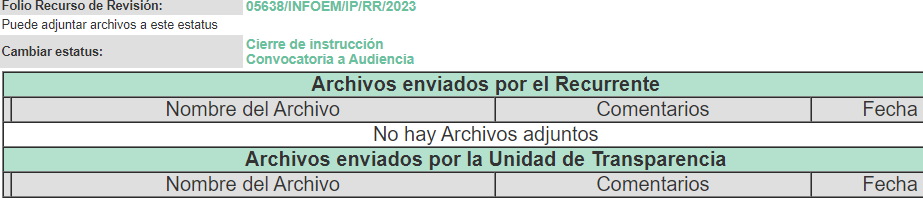 Folio Recurso de Revisión: 05638/INFOEM/IP/RR/2023
Puede adjuntar archivos a este estatus
Cambiar estatus: Cierre de instrucción
Convocatoria a Audiencia
Archivos enviados por el Recurrente
Nombre del Archivo Comentarios Fecha
No hay Archivos adjuntos
Archivos enviados por la Unidad de Transparencia
Nombre del Archivo Comentarios Fecha